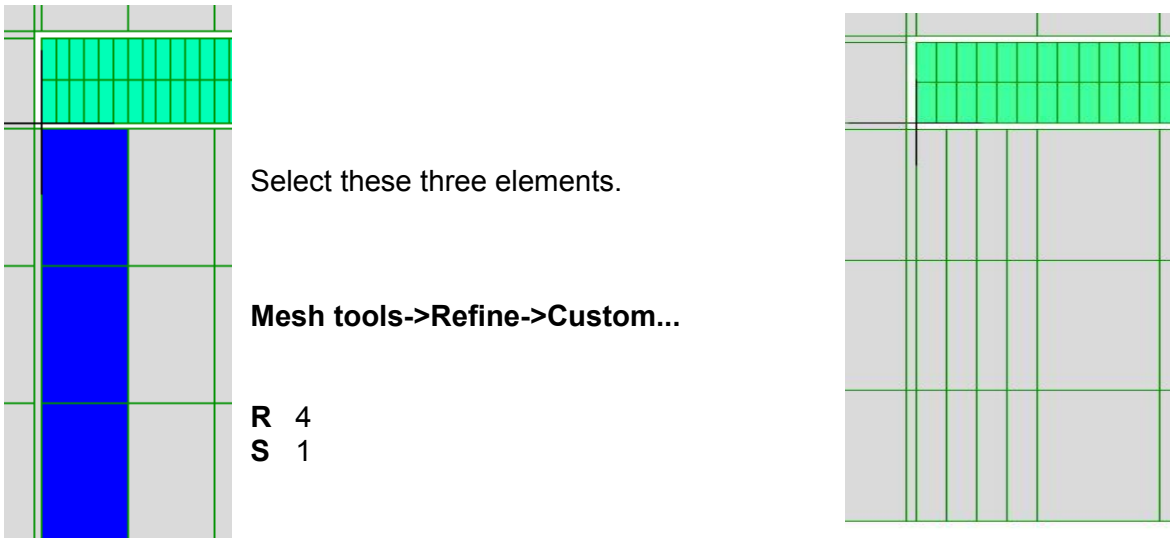 Select these three elements.
Mesh tools->Refine->Custom...
R 4
S 1